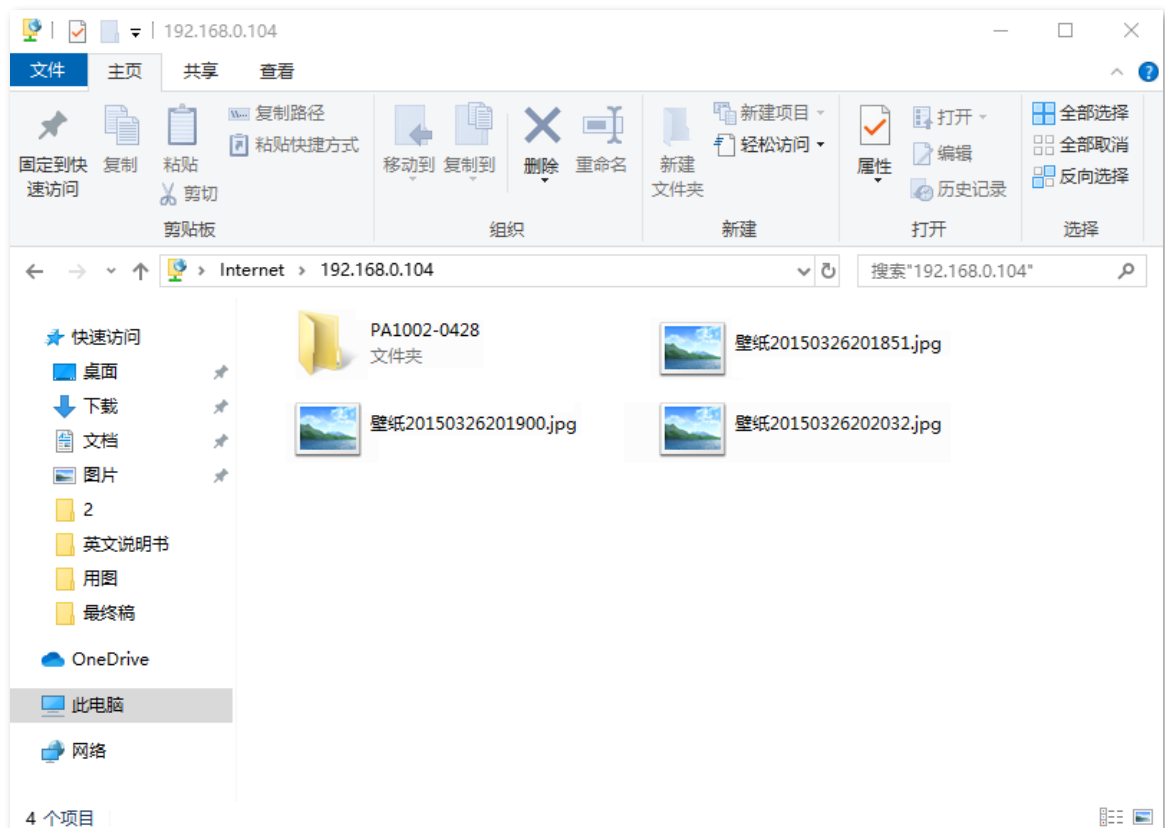 192.168.0.104
文件 主页 共享 查看
固定到快
速访问
复制
粘贴
复制路径
粘贴快捷方式
剪切
剪贴板
移动到
复制到
删除
重命名
组织
新建
文件夹
新建项目
轻松访问
新建
属性
打开
编辑
历史记录
打开
全部选择
全部取消
反向选择
选择
Internet 192.168.0.104
搜索"192.168.0.104"
快速访问
桌面
下载
文档
图片
2
英文说明书
用图
最终稿
OneDrive
此电脑
网络
PA1002-0428
文件夹
壁纸20150326201851.jpg
壁纸20150326201900.jpg
壁纸20150326202032.jpg
4 个项目